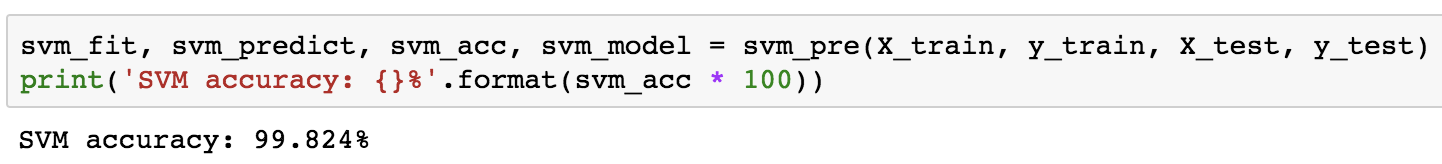 svm_fit, svm_predict, svm_acc, svm_model = svm_pre(X_train, y_train, X_test, y_test)
print('SVM accuracy: {}%'.format(svm_acc * 100))
SVM accuracy: 99.824%